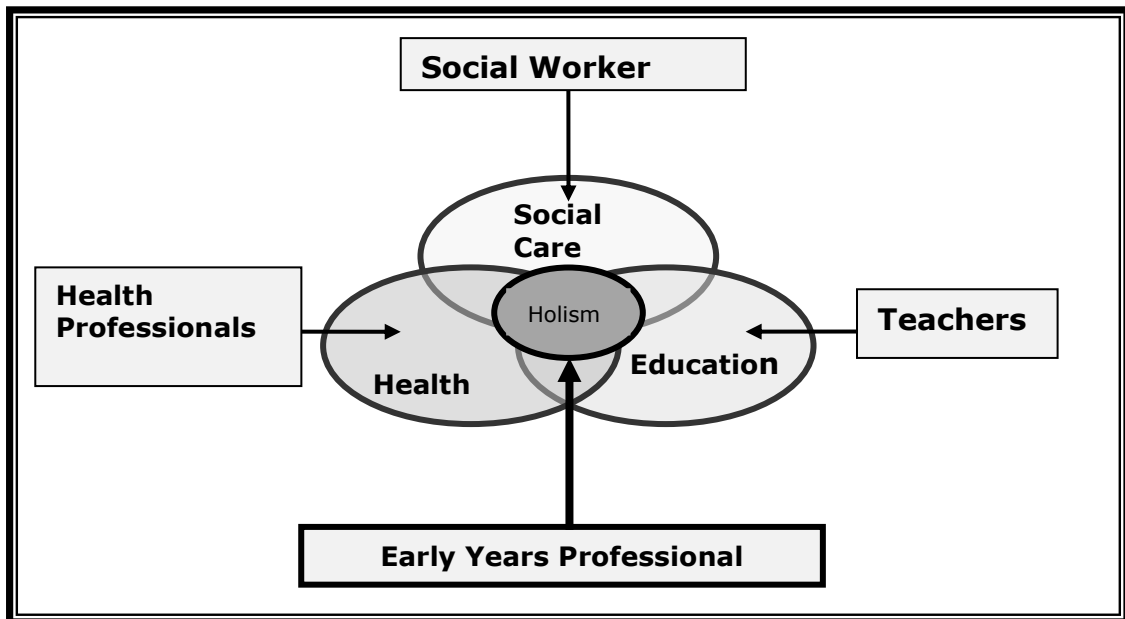 Social Worker
Social
Care
Health
Professionals
Holism
Teachers
Education
Health
Early Years Professional